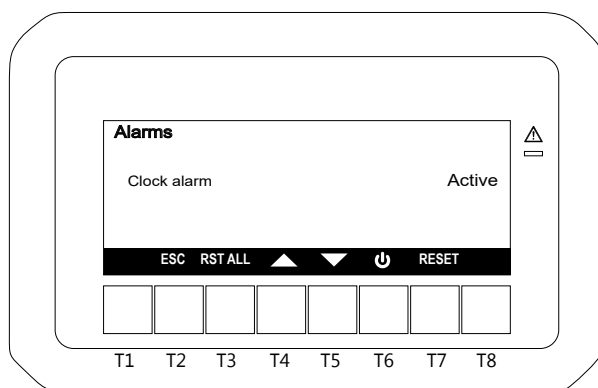 Alarms
Clock alarm Active
ESC RST ALL RESET
T1 T2 T3 T4 T5 T6 T7 T8